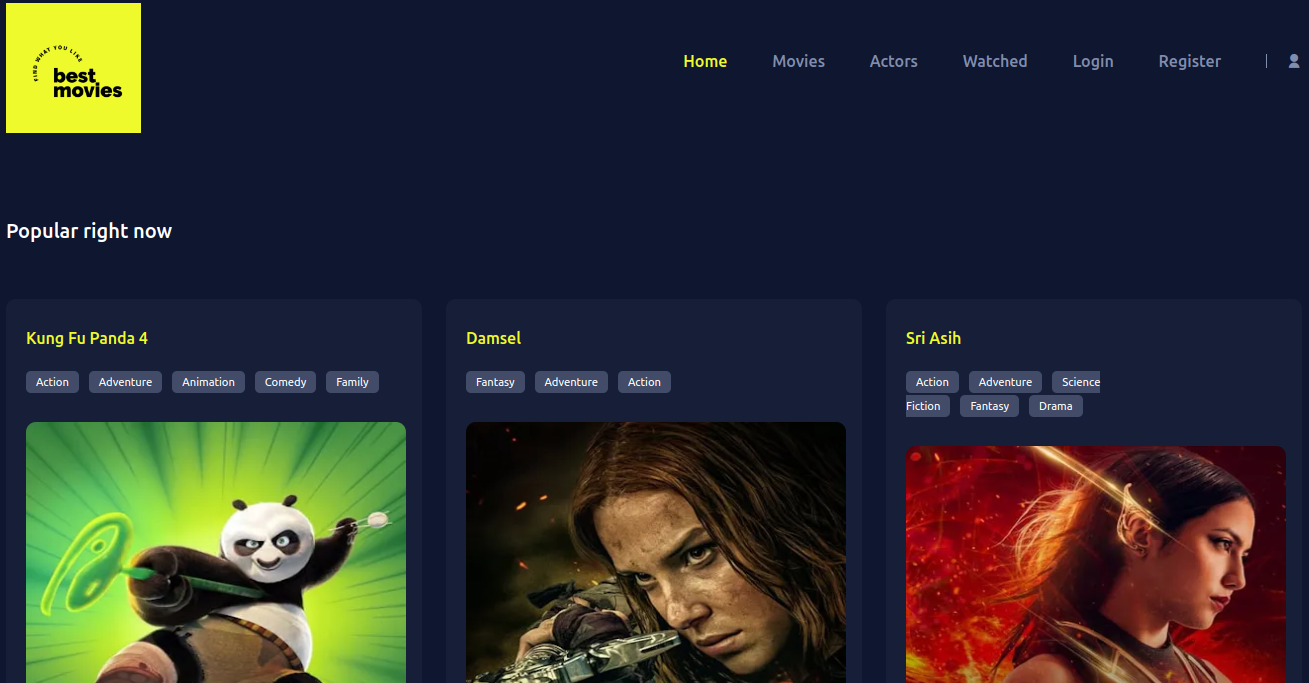 FIND WHAT YOU LIKE
best
movies
Home Movies Actors Watched Login Register |
Popular right now
Kung Fu Panda 4
Action Adventure Animation Comedy Family
Damsel
Fantasy Adventure Action
Sri Asih
Action Adventure Science
Fiction Fantasy Drama